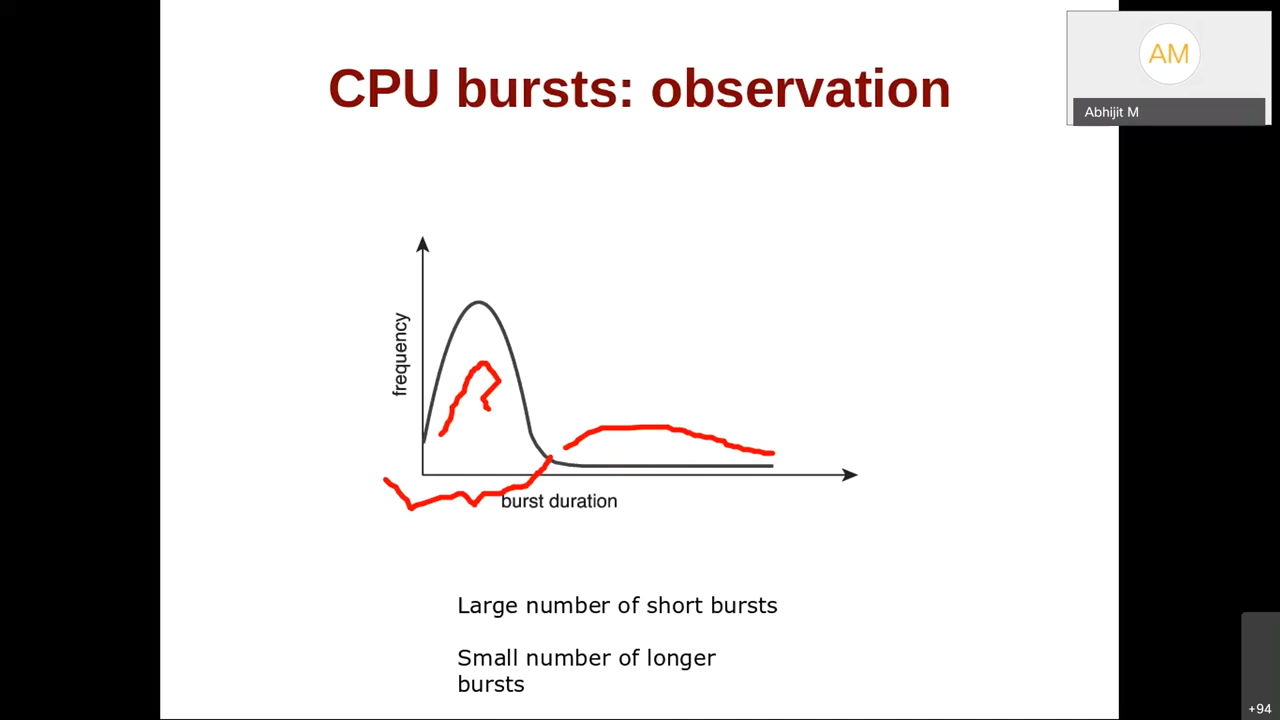 CPU bursts: observation
AM
Abhijit M
frequency
burst duration
Large number of short bursts
Small number of longer
bursts
+94